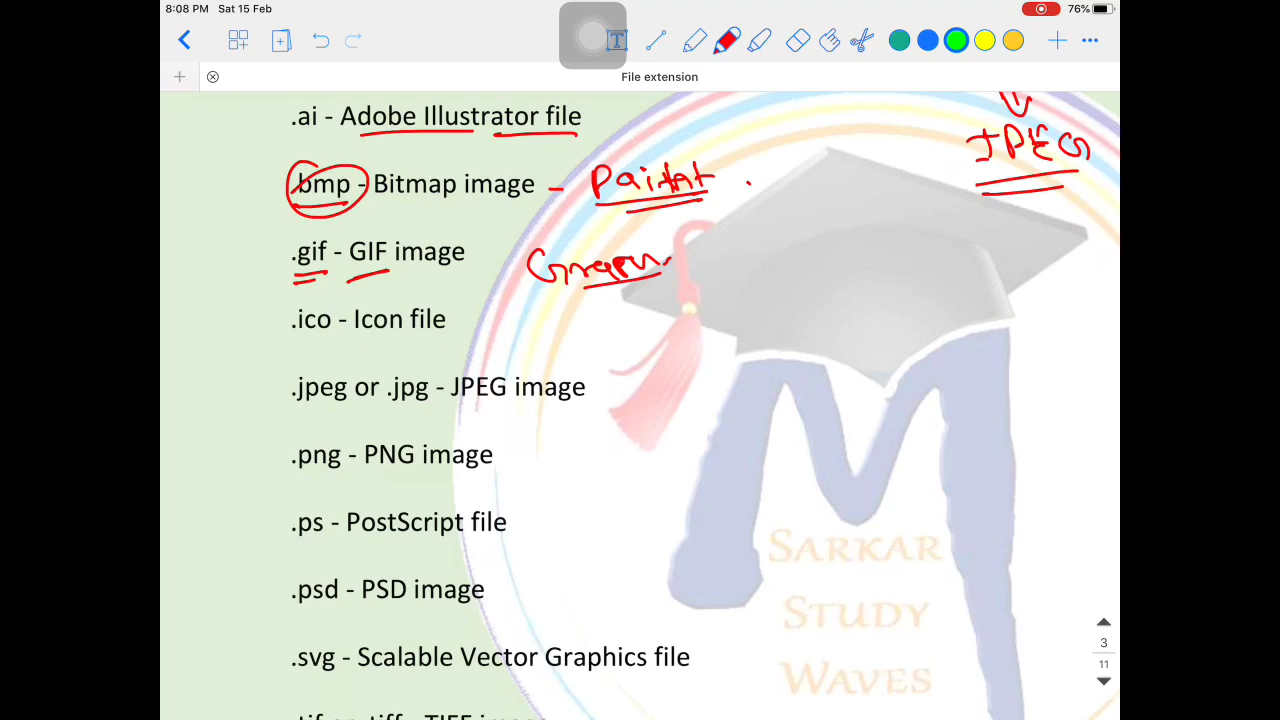 8:08 PM Sat 15 Feb 76%
T
File extension
.ai - Adobe Illustrator file
JPEG
.bmp - Bitmap image - Paint
.gif - GIF image
.ico - Icon file
.jpeg or .jpg - JPEG image
.png - PNG image
.ps - PostScript file
.psd - PSD image
.svg - Scalable Vector Graphics file
SARKAR
STUDY
WAVES
3
11